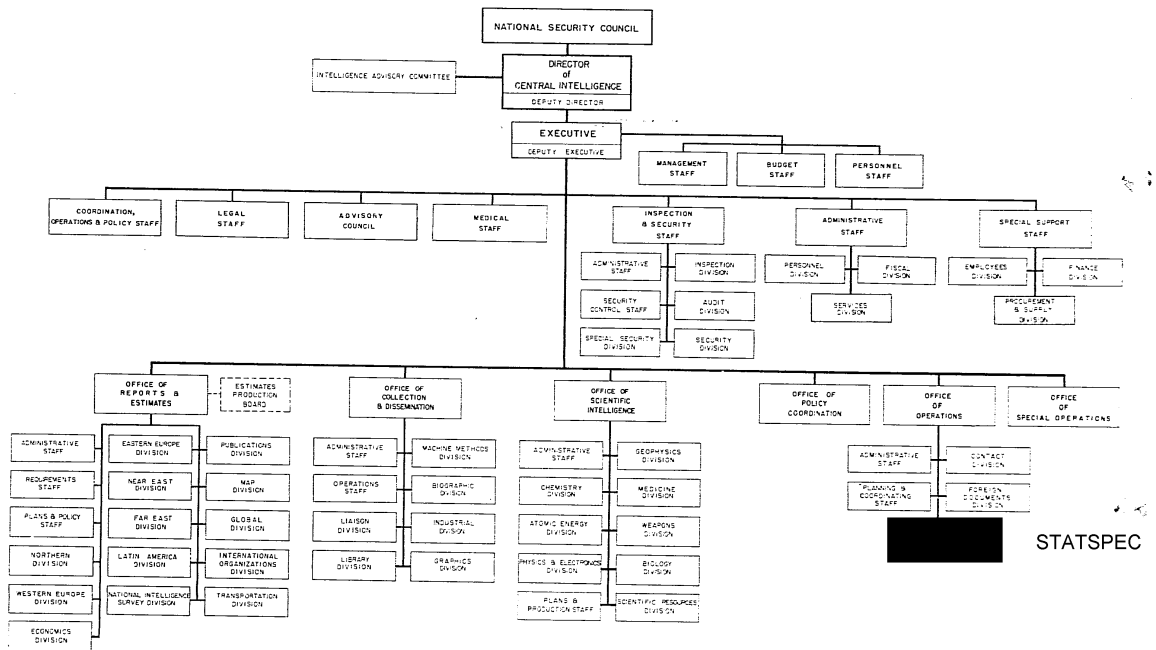 NATIONAL SECURITY COUNCIL
DIRECTOR
of
CENTRAL INTELLIGENCE
DEPUTY DIRECTOR
INTELLIGENCE ADVISORY COMMITTEE
EXECUTIVE
DEPUTY EXECUTIVE
MANAGEMENT
STAFF
BUDGET
STAFF
PERSONNEL
STAFF
COORDINATION,
OPERATIONS & POLICY STAFF
LEGAL
STAFF
ADVISORY
COUNCIL
MEDICAL
STAFF
INSPECTION
& SECURITY
STAFF
ADMINISTRATIVE
STAFF
SPECIAL SUPPORT
STAFF
ADMINISTRATIVE
STAFF
INSPECTION
DIVISION
SECURITY
CONTROL STAFF
AUDIT
DIVISION
SPECIAL SECURITY
DIVISION
SECURITY
DIVISION
PERSONNEL
DIVISION
FISCAL
DIVISION
SERVICES
DIVISION
EMPLOYEES
DIVISION
FINANCE
DIVISION
PROCUREMENT
& SUPPLY
DIVISION
OFFICE OF
REPORTS &
ESTIMATES
ESTIMATES
PRODUCTION
BOARD
OFFICE OF
COLLECTION
& DISSEMINATION
OFFICE OF
SCIENTIFIC
INTELLIGENCE
OFFICE OF
POLICY
COORDINATION
OFFICE
OF
OPERATIONS
OFFICE
OF
SPECIAL OPERATIONS
ADMINISTRATIVE
STAFF
REQUIREMENTS
STAFF
PLANS & POLICY
STAFF
NORTHERN
DIVISION
WESTERN EUROPE
DIVISION
ECONOMICS
DIVISION
EASTERN EUROPE
DIVISION
NEAR EAST
DIVISION
FAR EAST
DIVISION
LATIN AMERICA
DIVISION
NATIONAL INTELLIGENCE
SURVEY DIVISION
PUBLICATIONS
DIVISION
MAP
DIVISION
GLOBAL
DIVISION
INTERNATIONAL
ORGANIZATIONS
DIVISION
TRANSPORTATION
DIVISION
ADMINISTRATIVE
STAFF
OPERATIONS
STAFF
LIAISON
DIVISION
LIBRARY
DIVISION
MACHINE METHODS
DIVISION
BIOGRAPHIC
DIVISION
INDUSTRIAL
DIVISION
GRAPHICS
DIVISION
ADMINISTRATIVE
STAFF
CHEMISTRY
DIVISION
ATOMIC ENERGY
DIVISION
PHYSICS & ELECTRONICS
DIVISION
PLANS &
PRODUCTION STAFF
GEOPHYSICS
DIVISION
MEDICINE
DIVISION
WEAPONS
DIVISION
BIOLOGY
DIVISION
SCIENTIFIC RESOURCES
DIVISION
ADMINISTRATIVE
STAFF
CONTACT
DIVISION
PLANNING &
COORDINATING STAFF
FOREIGN
DOCUMENTS
DIVISION
STATSPEC